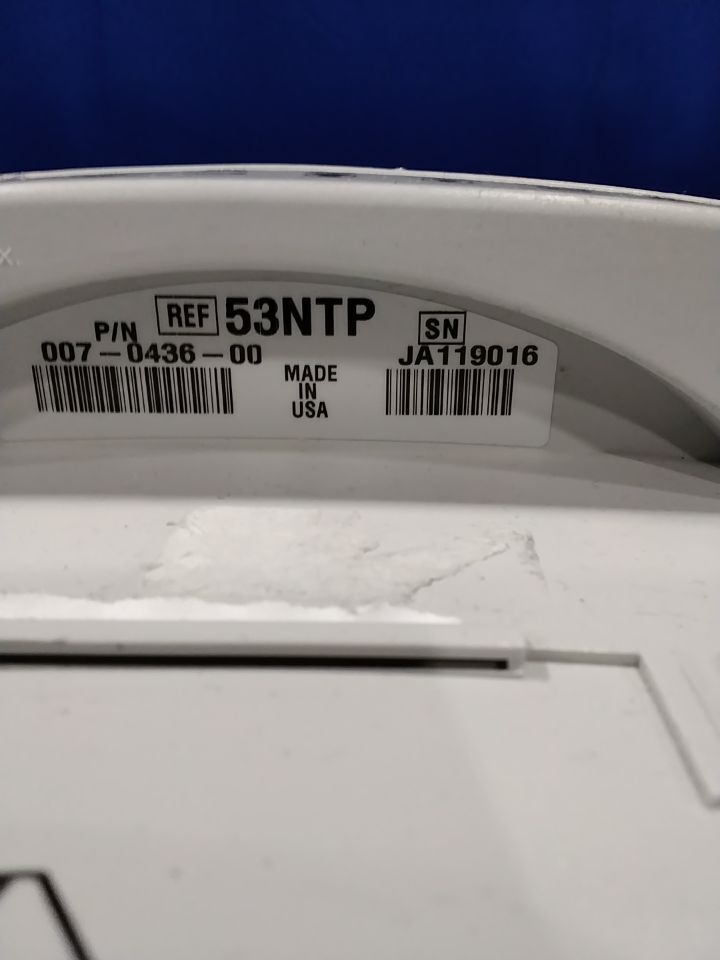 x.
REF 53NTP
P/N
007-0436-00
MADE
IN
USA
SN
JA119016